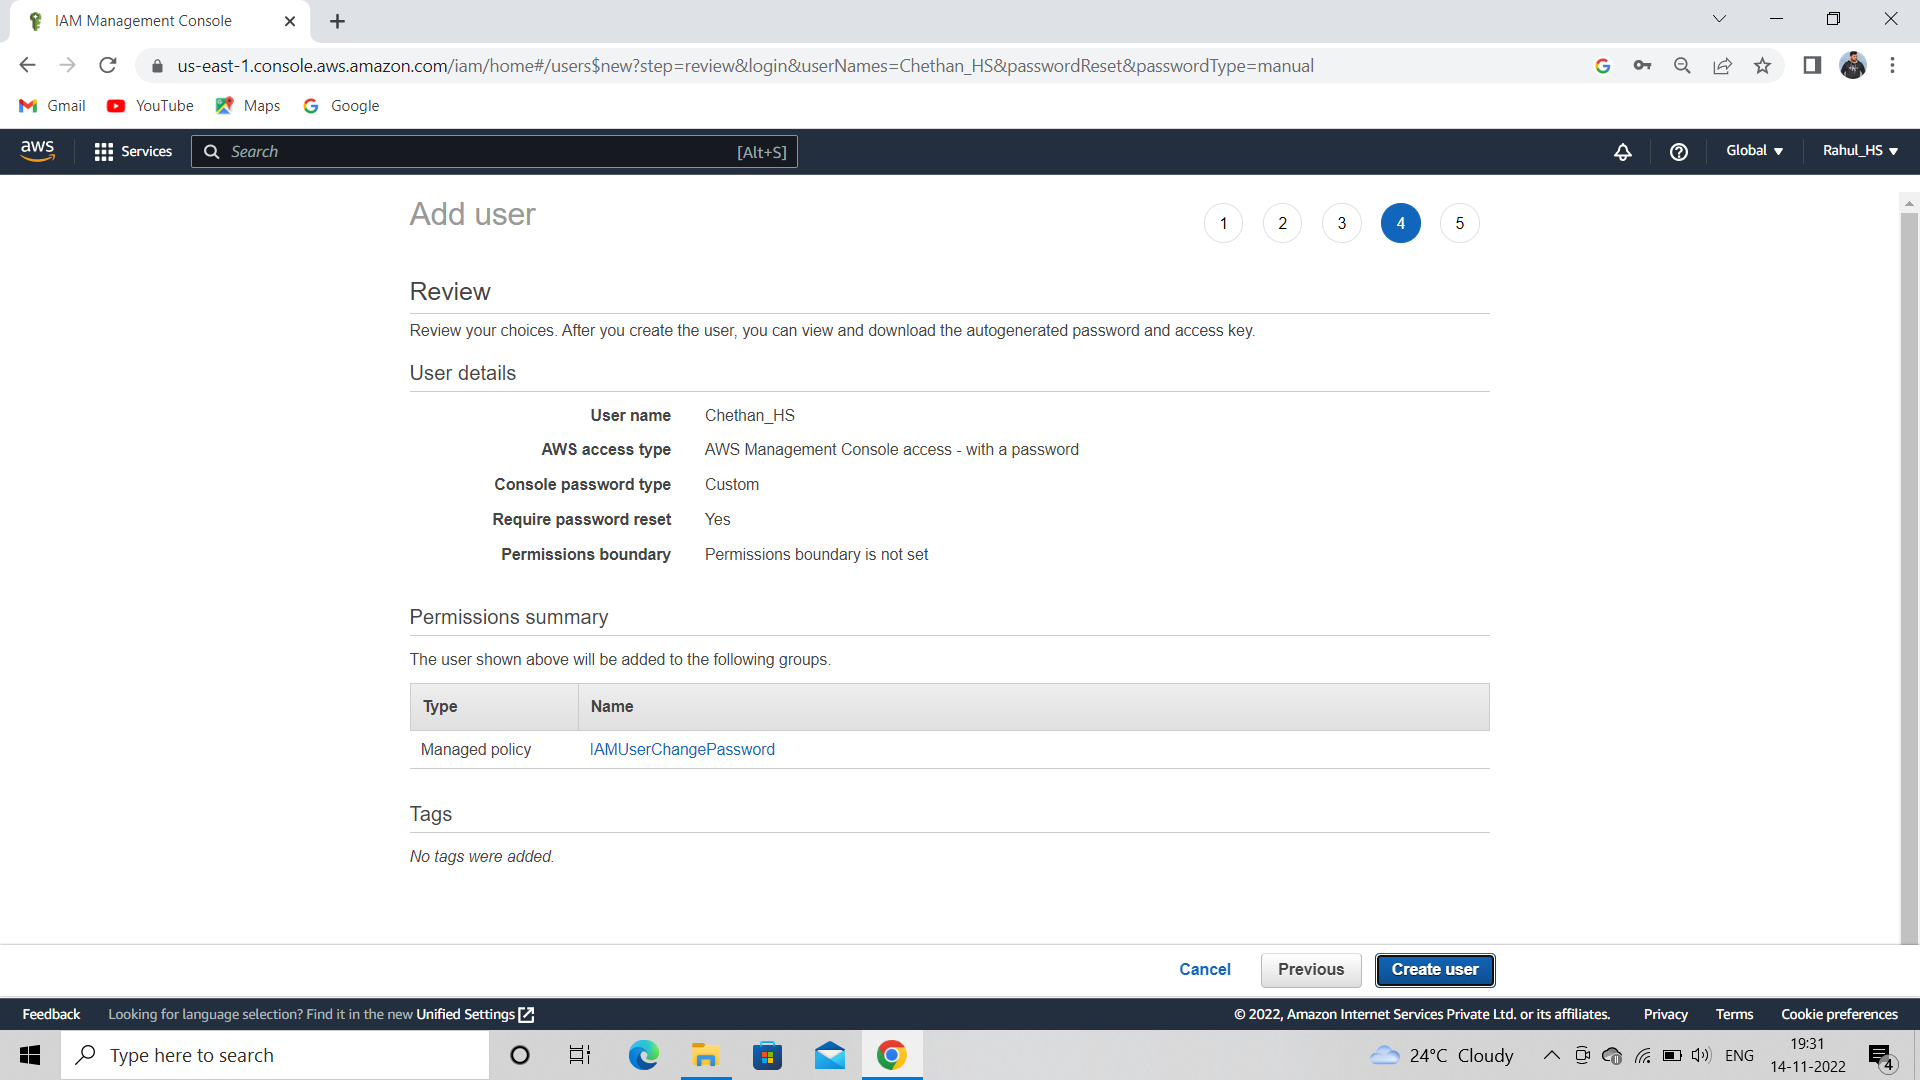 IAM Management Console
us-east-1.console.aws.amazon.com/iam/home#/users$new?step=review&login&userNames=Chethan_HS&passwordReset&passwordType=manual
Gmail YouTube Maps Google
aws Services Search [Alt+S] Global Rahul_HS
Add user 1 2 3 4 5
Review
Review your choices. After you create the user, you can view and download the autogenerated password and access key.
User details
User name Chethan_HS
AWS access type AWS Management Console access - with a password
Console password type Custom
Require password reset Yes
Permissions boundary Permissions boundary is not set
Permissions summary
The user shown above will be added to the following groups.
Type Name
Managed policy IAMUserChangePassword
Tags
No tags were added.
Cancel Previous Create user
Feedback Looking for language selection? Find it in the new Unified Settings © 2022, Amazon Internet Services Private Ltd. or its affiliates. Privacy Terms Cookie preferences
Type here to search 24°C Cloudy ENG 19:31
14-11-2022 4